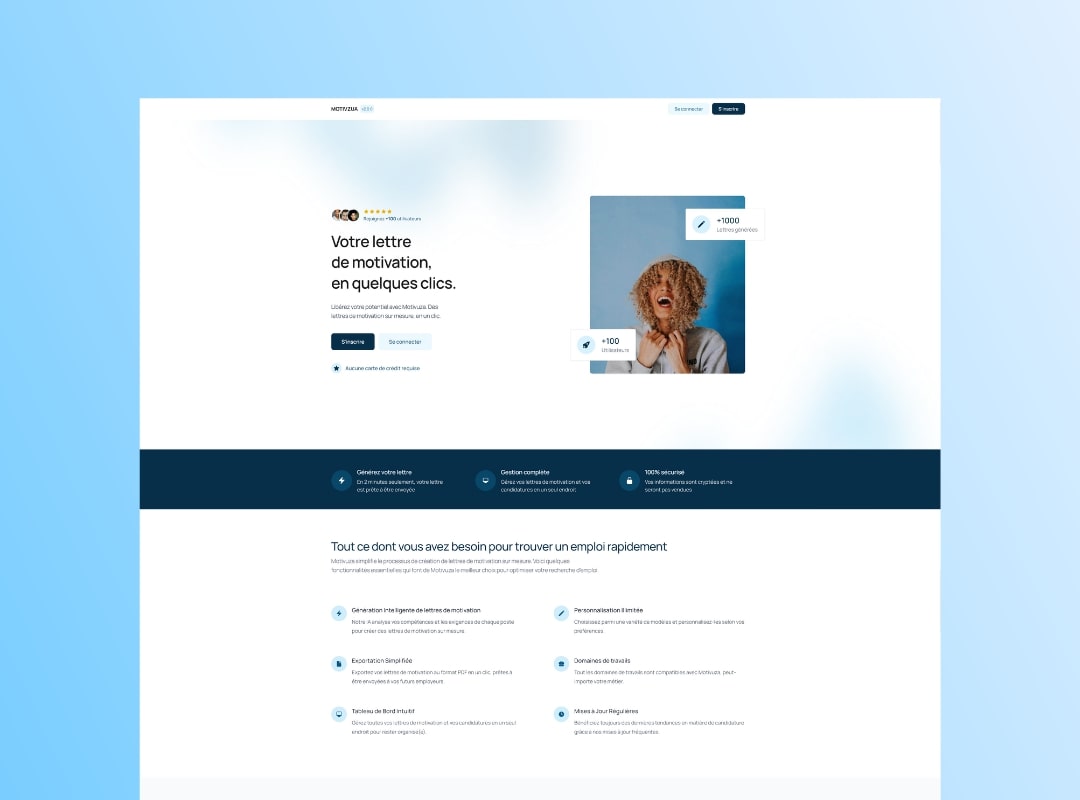 MOTIVZUA
Se connecter
S'inscrire
Rejoignez +100 utilisateurs
Votre lettre
de motivation,
en quelques clics.
Libérez votre potentiel avec Motivuza. Des
lettres de motivation sur mesure, en un clic.
S'inscrire
Se connecter
Aucune carte de crédit requise
+1000
Lettres générées
+100
Utilisateurs
Générez votre lettre
En 2 minutes seulement, votre lettre
est prête à être envoyée
Gestion complète
Gérez vos lettres de motivation et vos
candidatures en un seul endroit
100% sécurisé
Vos informations sont cryptées et ne
seront pas vendues
Tout ce dont vous avez besoin pour trouver un emploi rapidement
Motivuza simplifie le processus de création de lettres de motivation sur mesure. Voici quelques
fonctionnalités essentielles qui font de Motivuza le meilleur choix pour optimiser votre recherche d'emploi
Génération Intelligente de lettres de motivation
Notre IA analyse vos compétences et les exigences de chaque poste
pour créer des lettres de motivation sur mesure.
Personnalisation Illimitée
Choisissez parmi une variété de modèles et personnalisez-les selon vos
préférences.
Exportation Simplifiée
Exportez vos lettres de motivation au format PDF en un clic, prêtes à
être envoyées à vos futurs employeurs.
Domaines de travails
Tout les domaines de travails sont compatibles avec Motivuza, peut-
importe votre métier.
Tableau de Bord Intuitif
Gérez toutes vos lettres de motivation et vos candidatures en un seul
endroit pour rester organisé(e).
Mises à Jour Régulières
Bénéficiez toujours des dernières tendances en matière de candidature
grâce à nos mises à jour fréquentes.